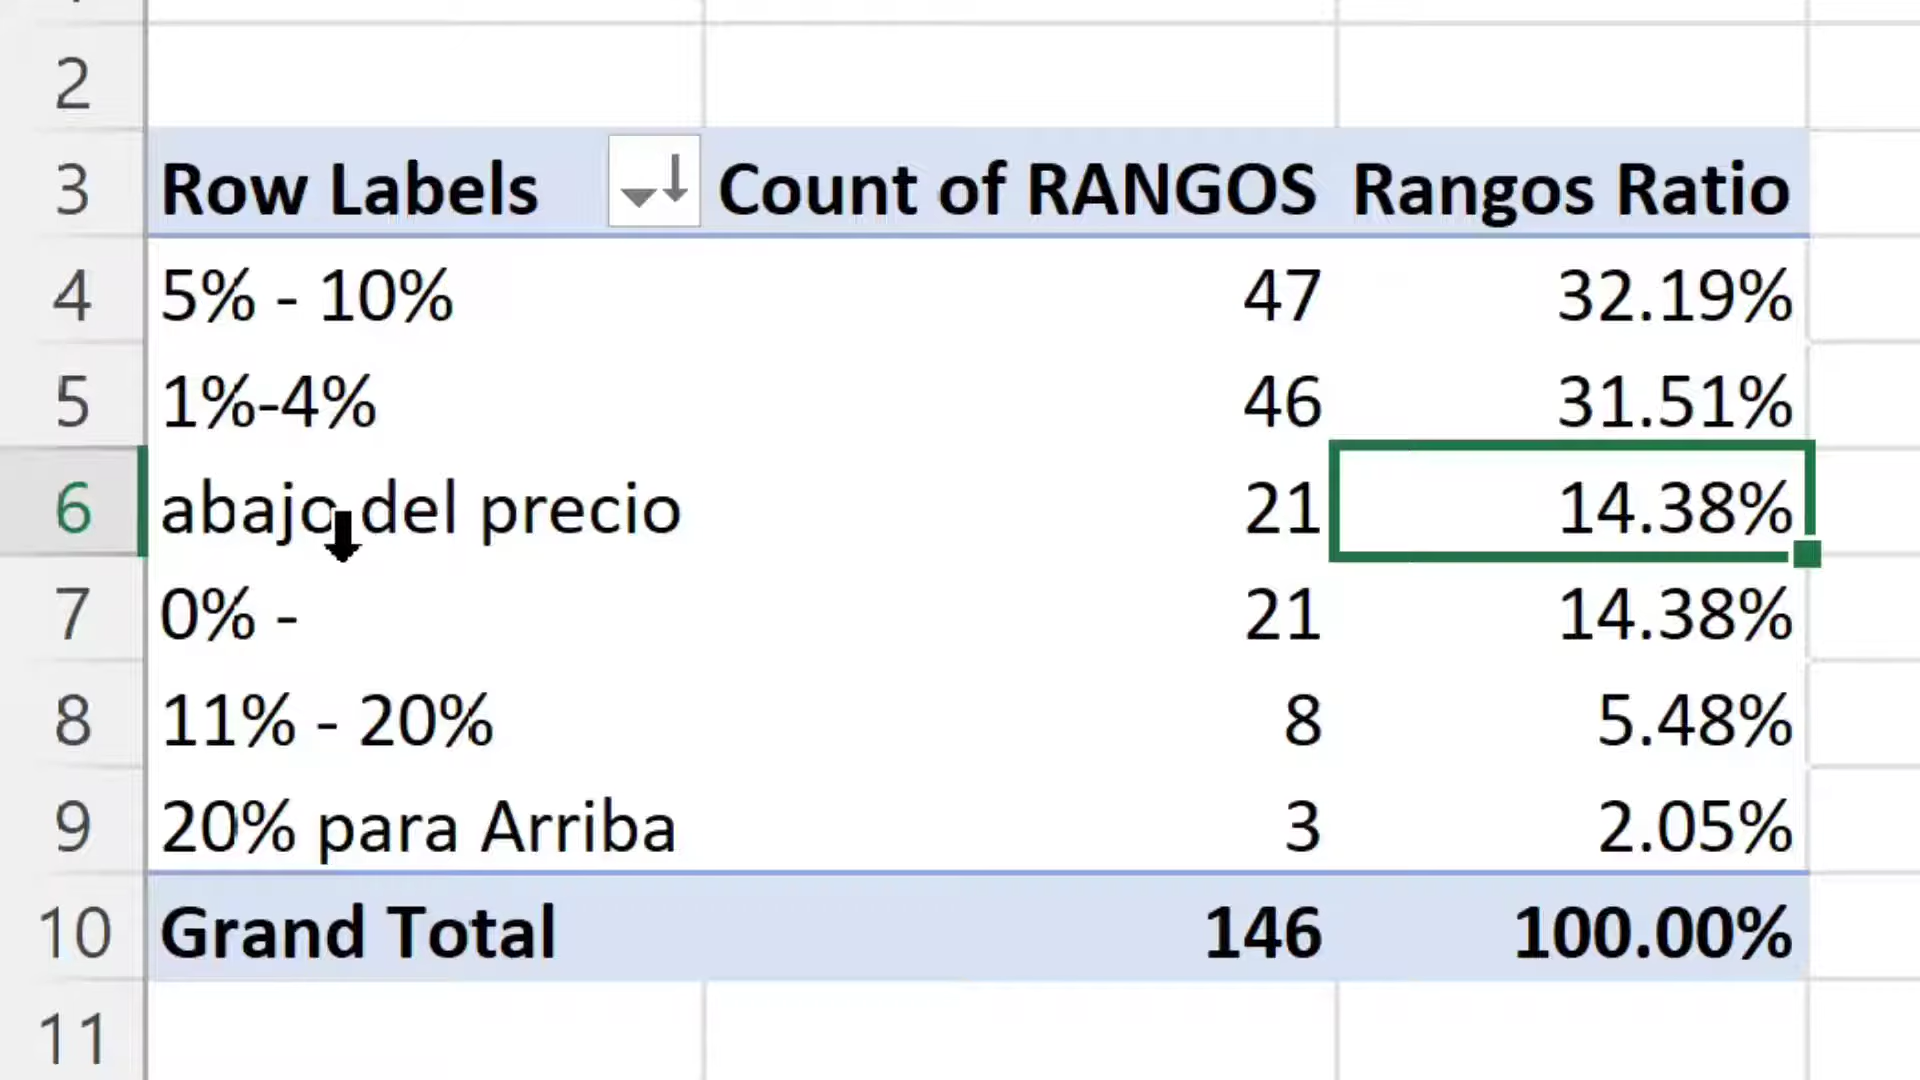 2
3 Row Labels Count of RANGOS Rangos Ratio
4 5% - 10% 47 32.19%
5 1%-4% 46 31.51%
6 abajo del precio 21 14.38%
7 0% - 21 14.38%
8 11% - 20% 8 5.48%
9 20% para Arriba 3 2.05%
10 Grand Total 146 100.00%
11